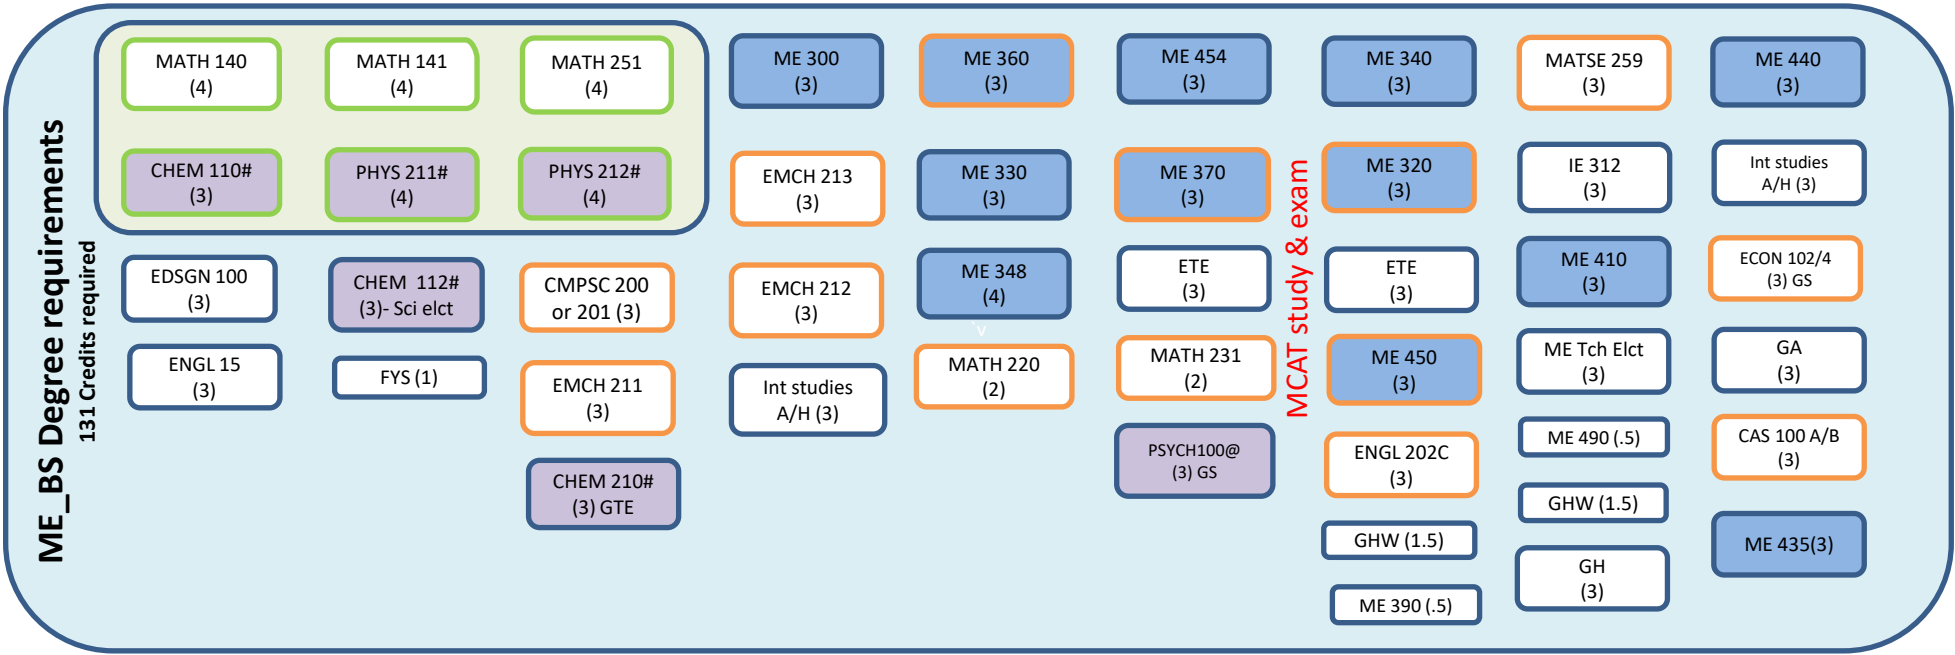 ME_BS Degree requirements
131 Credits required
MATH 140
(4)
CHEM 110#
(3)
EDSGN 100
(3)
ENGL 15
(3)
MATH 141
(4)
PHYS 211#
(4)
CHEM  112#
(3)- Sci elct
FYS (1)
MATH 251
(4)
PHYS 212#
(4)
CMPSC 200
or 201 (3)
EMCH 211
(3)
CHEM 210#
(3) GTE
ME 300
(3)
EMCH 213
(3)
EMCH 212
(3)
Int studies
A/H (3)
ME 360
(3)
ME 330
(3)
ME 348
(4)
`v
MATH 220
(2)
ME 454
(3)
ME 370
(3)
ETE
(3)
MATH 231
(2)
PSYCH100@
(3) GS
MCAT study & exam
ME 340
(3)
ME 320
(3)
ETE
(3)
ME 450
(3)
ENGL 202C
(3)
GHW (1.5)
ME 390 (.5)
MATSE 259
(3)
IE 312
(3)
ME 410
(3)
ME Tch Elct
(3)
ME 490 (.5)
GHW (1.5)
GH
(3)
ME 440
(3)
Int studies
A/H (3)
ECON 102/4
(3) GS
GA
(3)
CAS 100 A/B
(3)
ME 435(3)